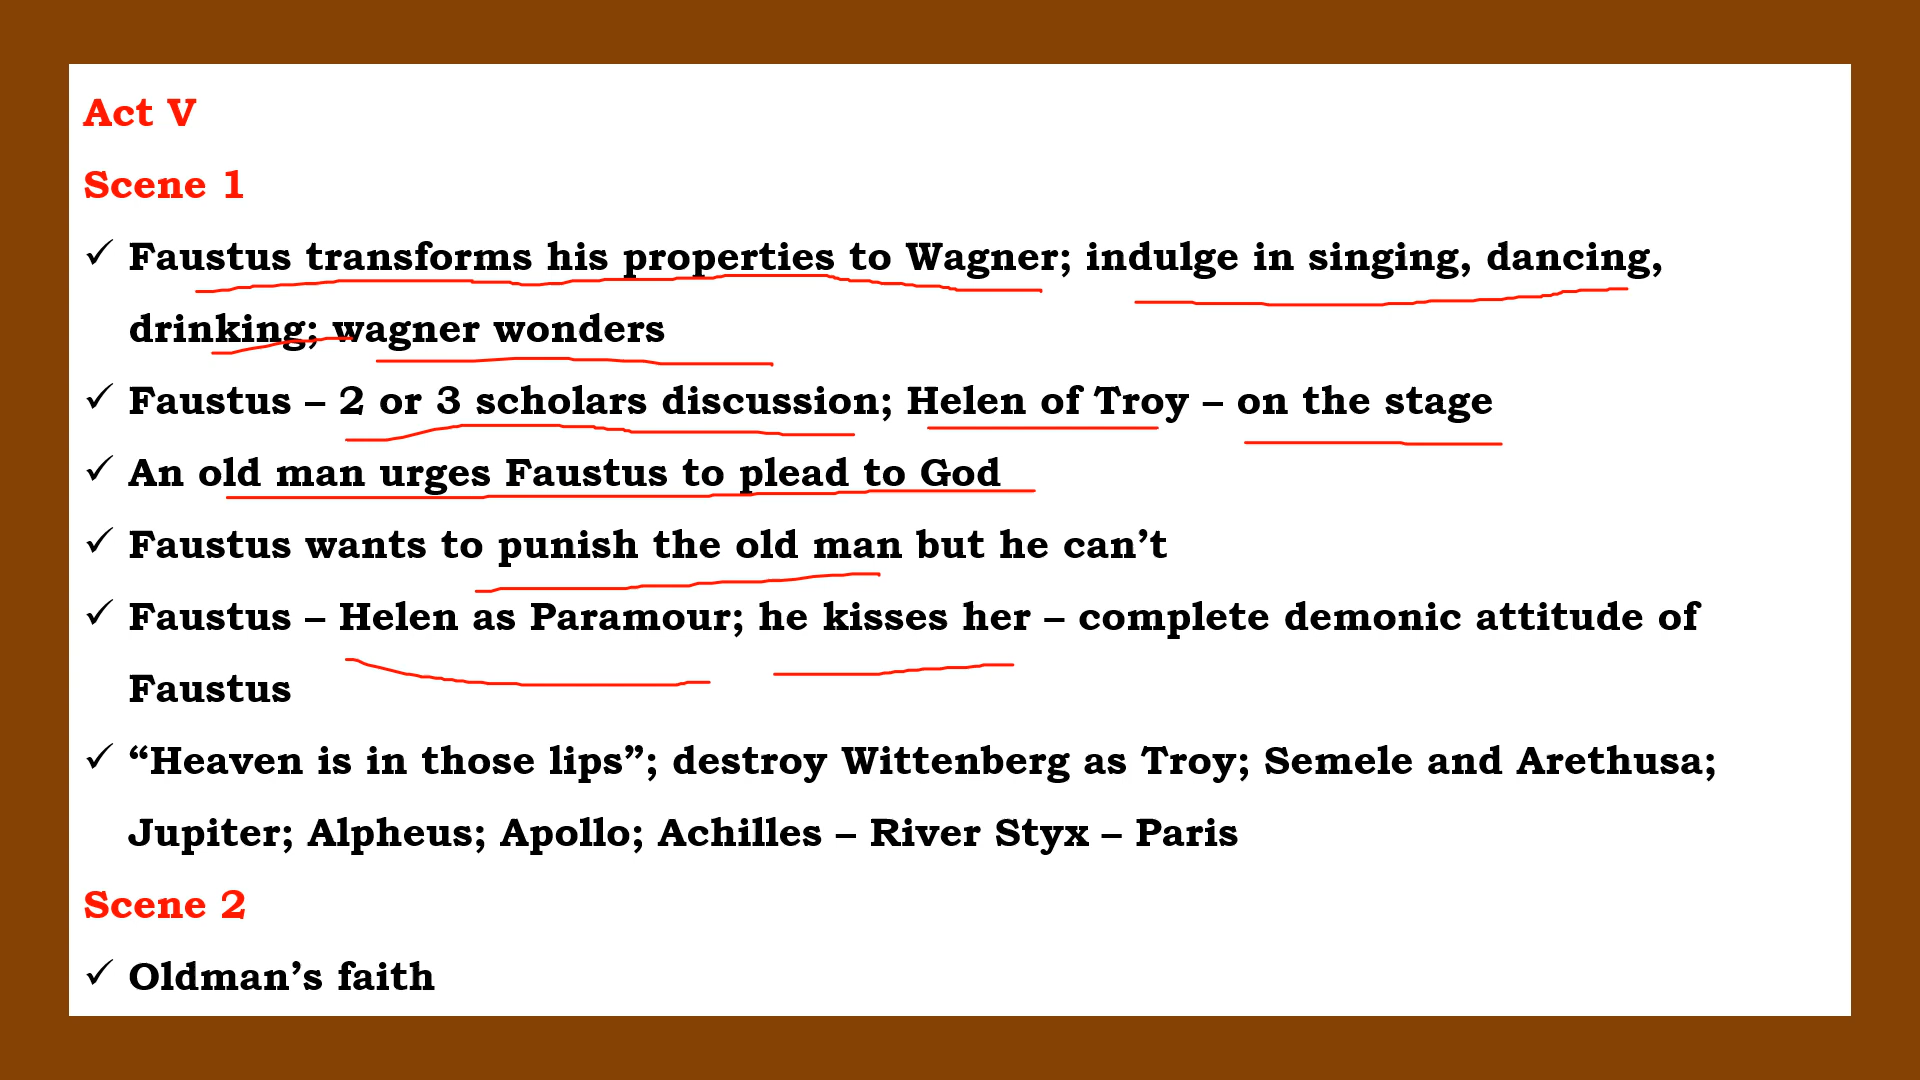 Act V
Scene 1
✓ Faustus transforms his properties to Wagner; indulge in singing, dancing,
drinking; wagner wonders
✓ Faustus – 2 or 3 scholars discussion; Helen of Troy – on the stage
✓ An old man urges Faustus to plead to God
✓ Faustus wants to punish the old man but he can’t
✓ Faustus – Helen as Paramour; he kisses her – complete demonic attitude of
Faustus
✓ “Heaven is in those lips”; destroy Wittenberg as Troy; Semele and Arethusa;
Jupiter; Alpheus; Apollo; Achilles – River Styx – Paris
Scene 2
✓ Oldman’s faith